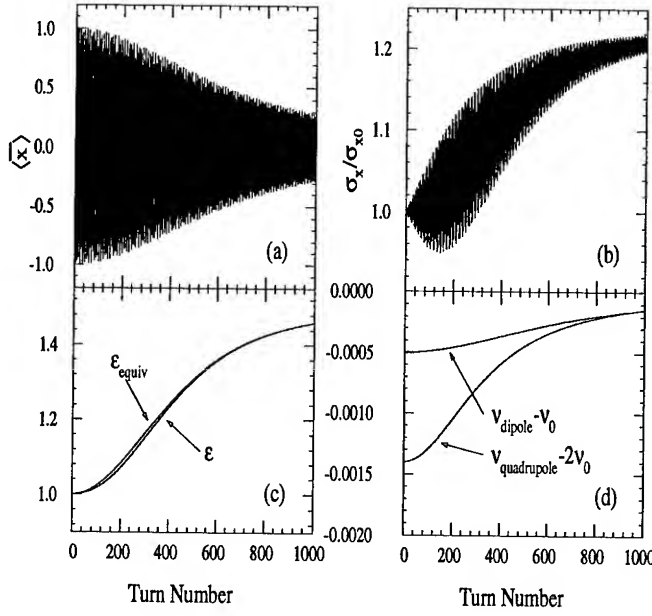 1.0
0.5
0.0
-0.5
-1.0
⟨x̄⟩
(a)
1.2
1.1
1.0
σx/σx0
(b)
1.4
1.2
1.0
εequiv
ε
(c)
0 200 400 600 800 1000
Turn Number
0.0000
-0.0005
-0.0010
-0.0015
-0.0020
νdipole-ν0
νquadrupole-2ν0
(d)
0 200 400 600 800 1000
Turn Number